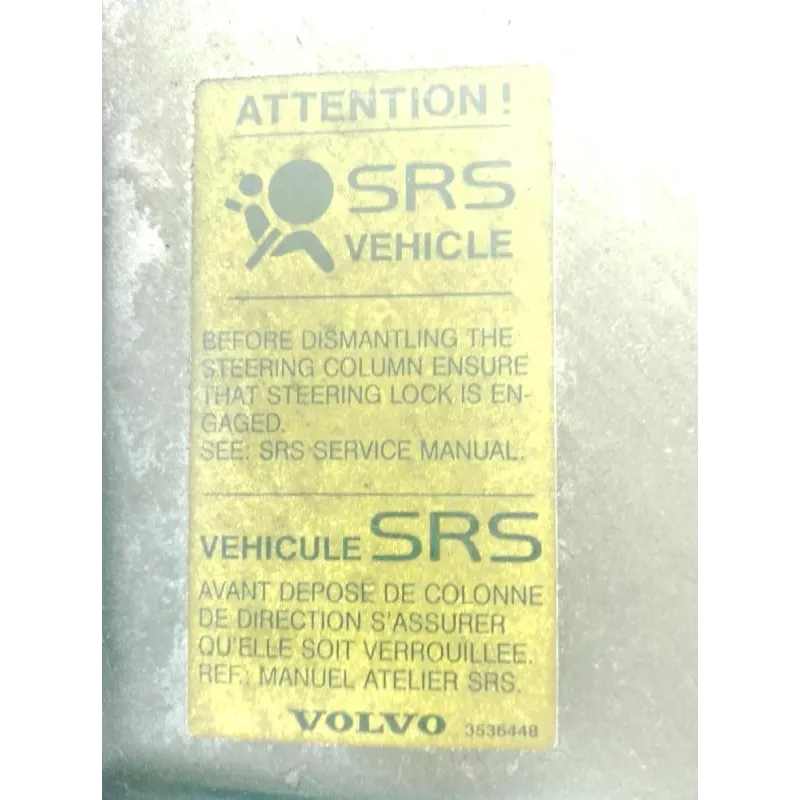 ATTENTION !
SRS
VEHICLE
BEFORE DISMANTLING THE
STEERING COLUMN ENSURE
THAT STEERING LOCK IS EN-
GAGED.
SEE: SRS SERVICE MANUAL.
VEHICULE SRS
AVANT DEPOSE DE COLONNE
DE DIRECTION S'ASSURER
QU'ELLE SOIT VERROUILLEE.
REF.: MANUEL ATELIER SRS.
VOLVO 3536448